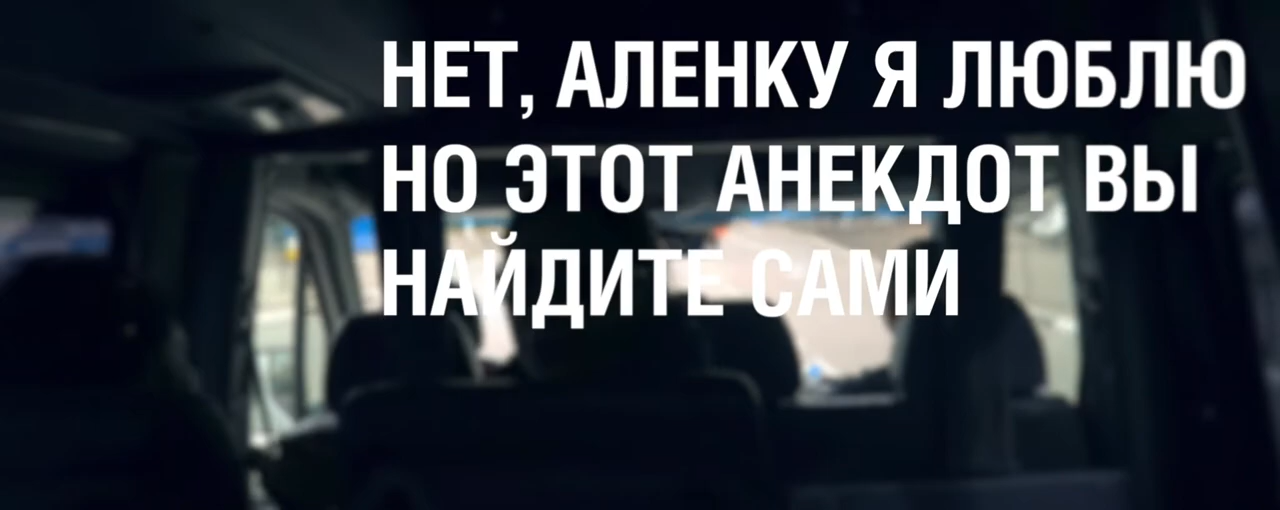 НЕТ, АЛЕНКУ Я ЛЮБЛЮ
НО ЭТОТ АНЕКДОТ ВЫ
НАЙДИТЕ САМИ